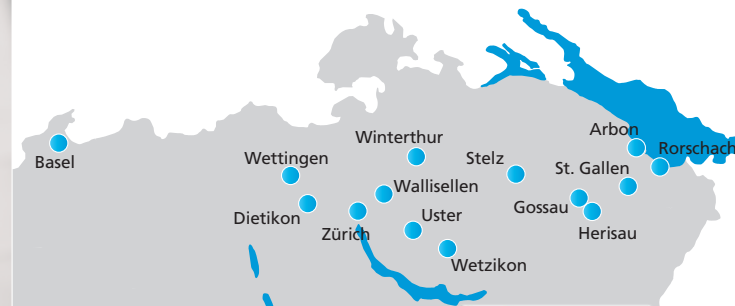 Basel
Wettingen
Dietikon
Winterthur
Wallisellen
Zürich
Uster
Wetzikon
Stelz
Arbon
Rorschach
St. Gallen
Gossau
Herisau